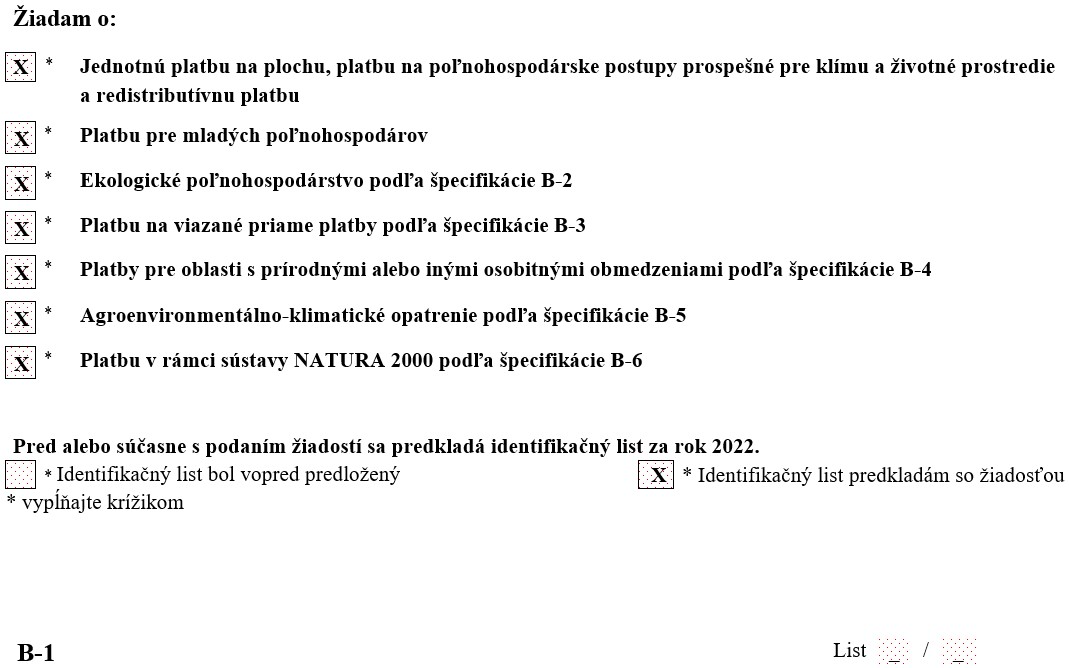 Žiadam o:
X * Jednotnú platbu na plochu, platbu na poľnohospodárske postupy prospešné pre klímu a životné prostredie
a redistributívnu platbu
X * Platbu pre mladých poľnohospodárov
X * Ekologické poľnohospodárstvo podľa špecifikácie B-2
X * Platbu na viazané priame platby podľa špecifikácie B-3
X * Platby pre oblasti s prírodnými alebo inými osobitnými obmedzeniami podľa špecifikácie B-4
X * Agroenvironmentálno-klimatické opatrenie podľa špecifikácie B-5
X * Platbu v rámci sústavy NATURA 2000 podľa špecifikácie B-6
Pred alebo súčasne s podaním žiadostí sa predkladá identifikačný list za rok 2022.
* Identifikačný list bol vopred predložený X * Identifikačný list predkladám so žiadosťou
* vypĺňajte krížikom
B-1 List _ / _